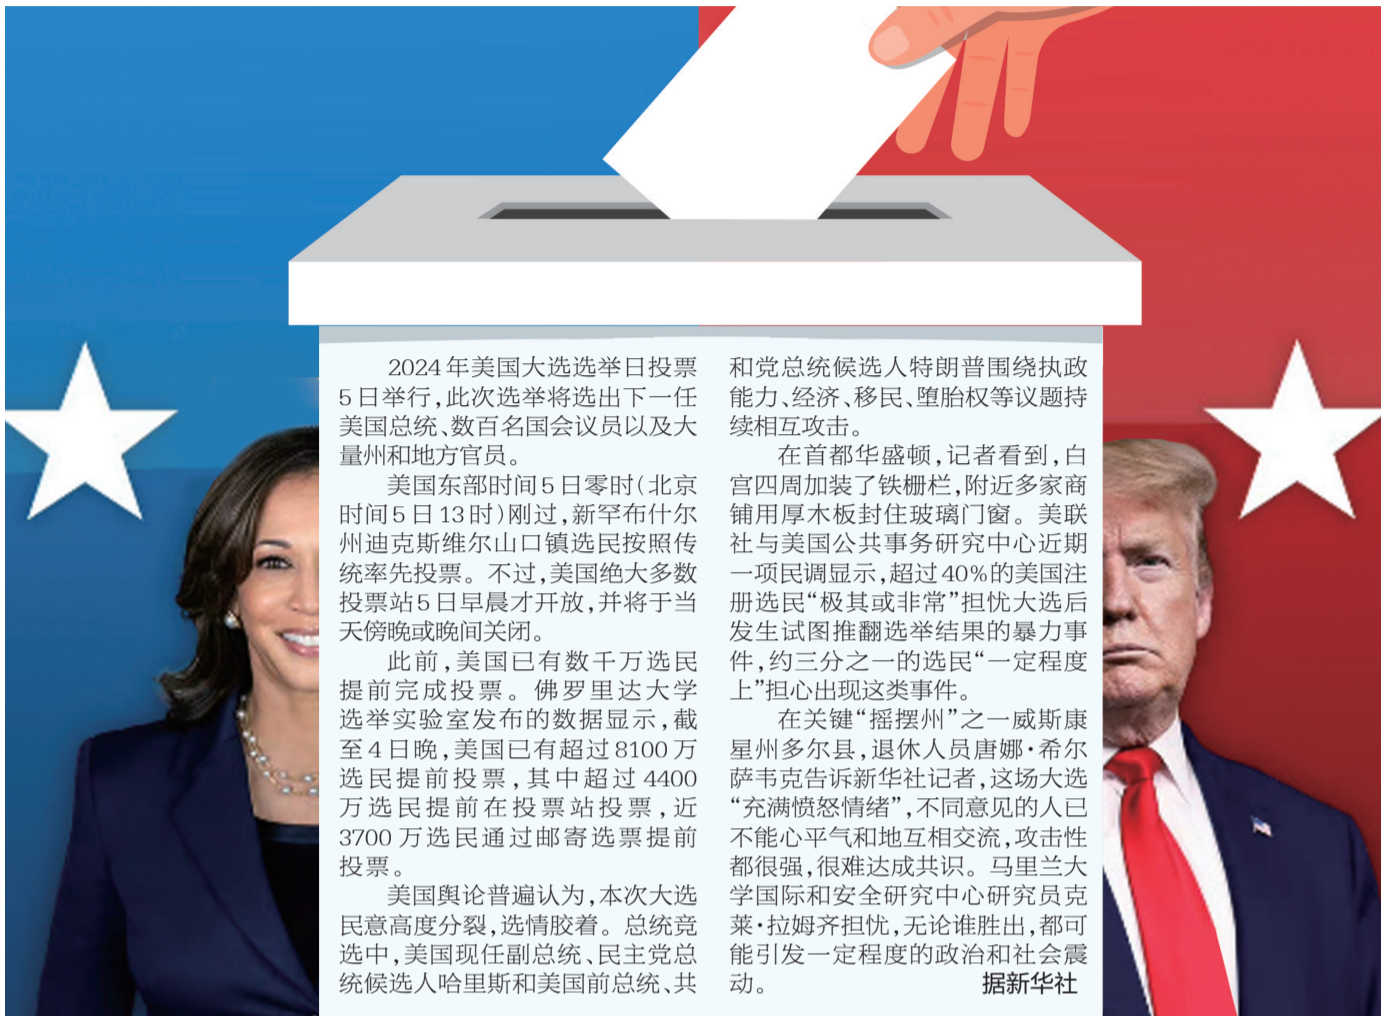 2024年美国大选选举日投票
5日举行，此次选举将选出下一任
美国总统、数百名国会议员以及大
量州和地方官员。
美国东部时间5日零时（北京
时间5日13时）刚过，新罕布什尔
州迪克斯维尔山口镇选民按照传
统率先投票。不过，美国绝大多数
投票站5日早晨才开放，并将于当
天傍晚或晚间关闭。
此前，美国已有数千万选民
提前完成投票。佛罗里达大学
选举实验室发布的数据显示，截
至4日晚，美国已有超过8100万
选民提前投票，其中超过4400
万选民提前在投票站投票，近
3700万选民通过邮寄选票提前
投票。
美国舆论普遍认为，本次大选
民意高度分裂，选情胶着。总统竞
选中，美国现任副总统、民主党总
统候选人哈里斯和美国前总统、共
和党总统候选人特朗普围绕执政
能力、经济、移民、堕胎权等议题持
续相互攻击。
在首都华盛顿，记者看到，白
宫四周加装了铁栅栏，附近多家商
铺用厚木板封住玻璃门窗。美联
社与美国公共事务研究中心近期
一项民调显示，超过40%的美国注
册选民“极其或非常”担忧大选后
发生试图推翻选举结果的暴力事
件，约三分之一的选民“一定程度
上”担心出现这类事件。
在关键“摇摆州”之一威斯康
星州多尔县，退休人员唐娜·希尔
萨韦克告诉新华社记者，这场大选
“充满愤怒情绪”，不同意见的人已
不能心平气和地互相交流，攻击性
都很强，很难达成共识。马里兰大
学国际和安全研究中心研究员克
莱·拉姆齐担忧，无论谁胜出，都可
能引发一定程度的政治和社会震
动。
据新华社